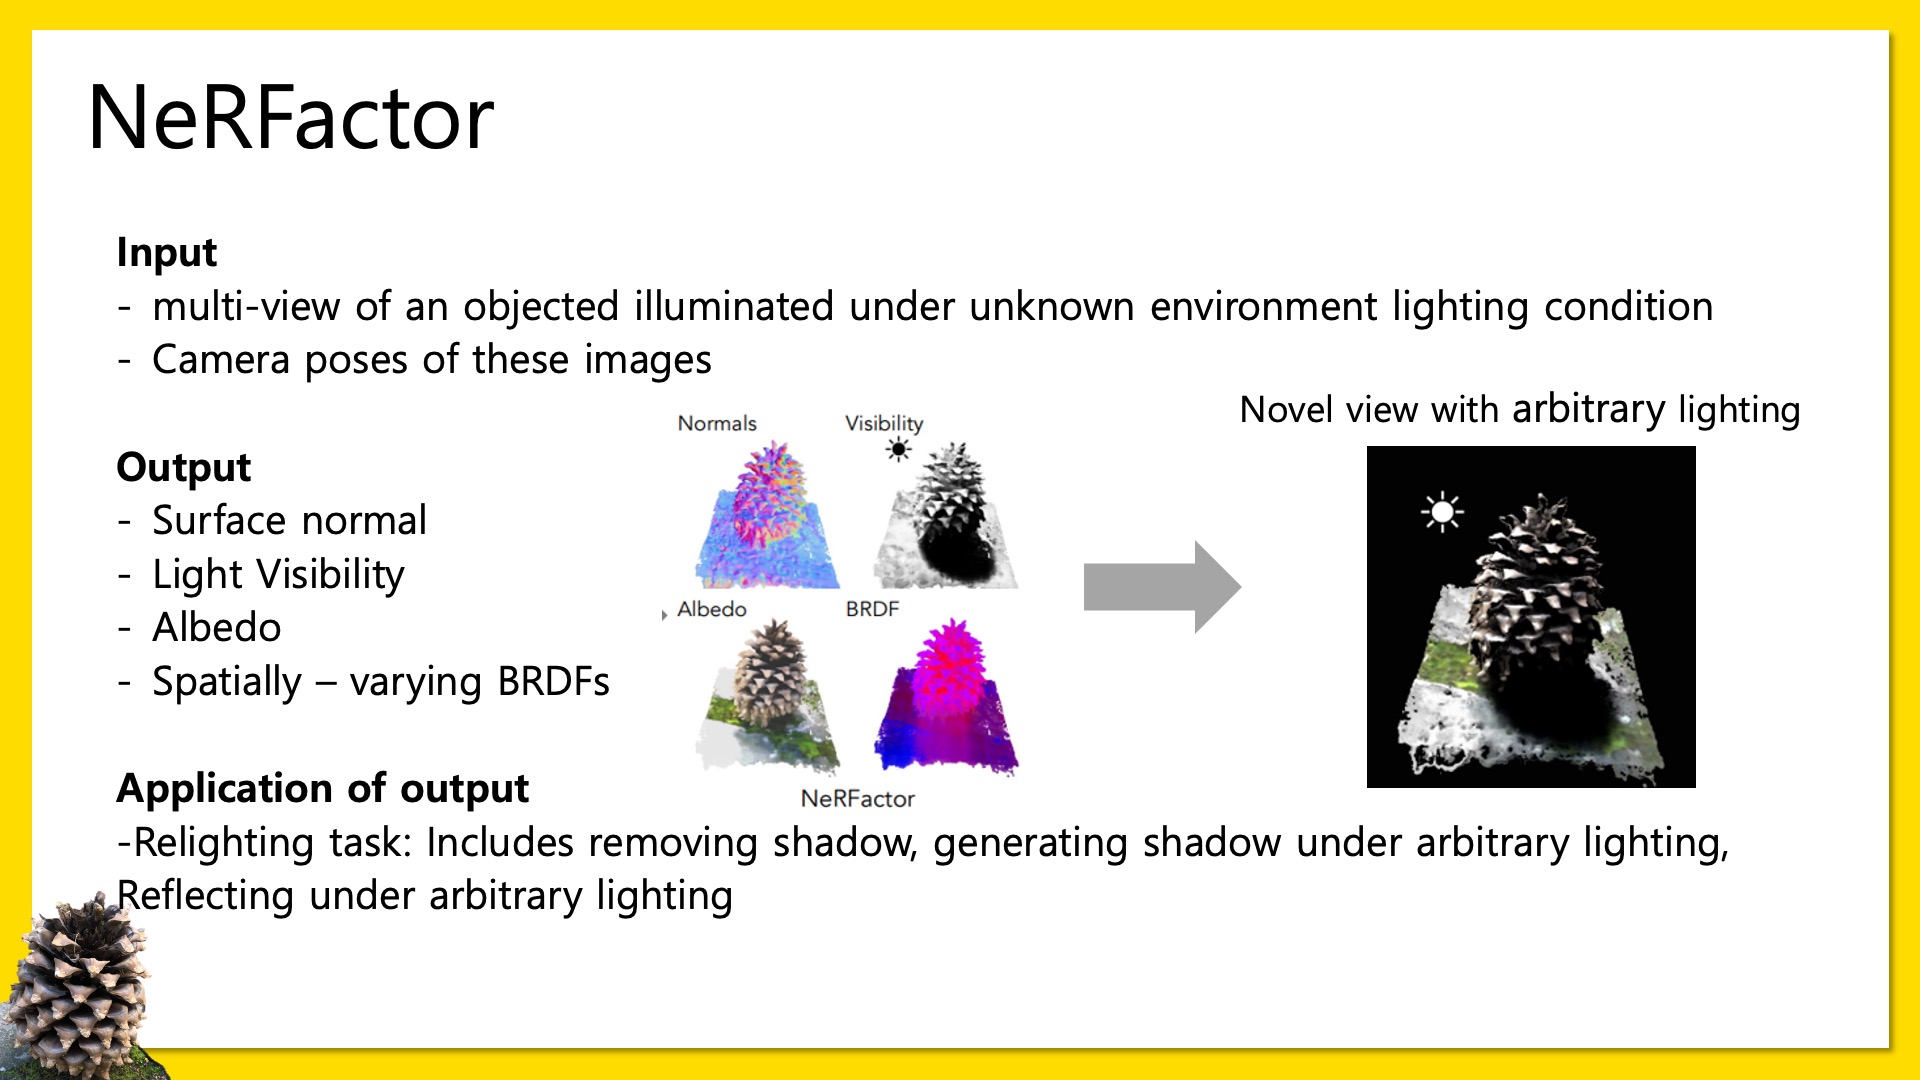 NeRFactor
Input
- multi-view of an objected illuminated under unknown environment lighting condition
- Camera poses of these images
Novel view with arbitrary lighting
Normals
Visibility
Output
- Surface normal
- Light Visibility
- Albedo
- Spatially – varying BRDFs
Albedo
BRDF
NeRFactor
Application of output
-Relighting task: Includes removing shadow, generating shadow under arbitrary lighting,
Reflecting under arbitrary lighting